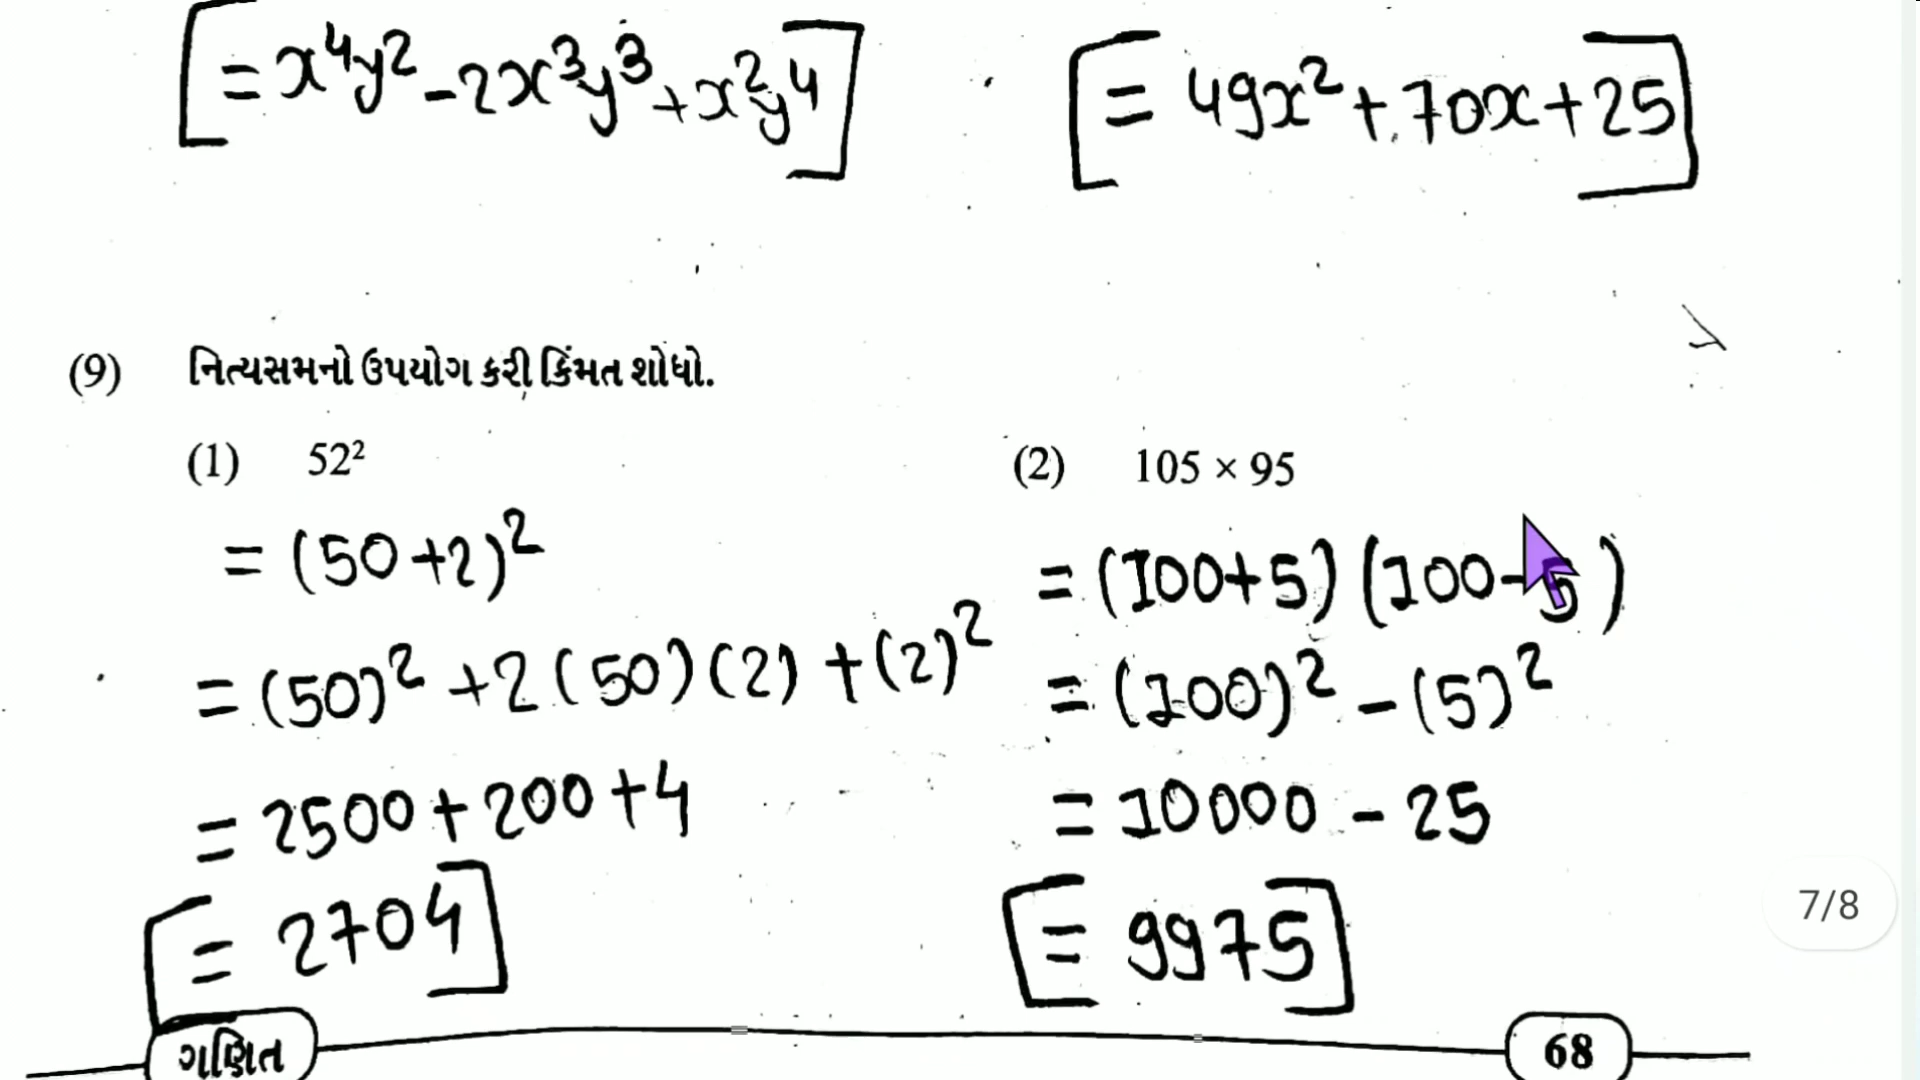 = x⁴y² - 2x³y³ + x²y⁴
= 49x² + 70x + 25
(9) નિત્યસમનો ઉપયોગ કરી કિંમત શોધો.
(1) 52²
= (50+2)²
= (50)² + 2(50)(2) + (2)²
= 2500 + 200 + 4
= 2704
(2) 105 × 95
= (100+5) (100-5)
= (100)² - (5)²
= 10000 - 25
= 9975
7/8
ગણિત
68